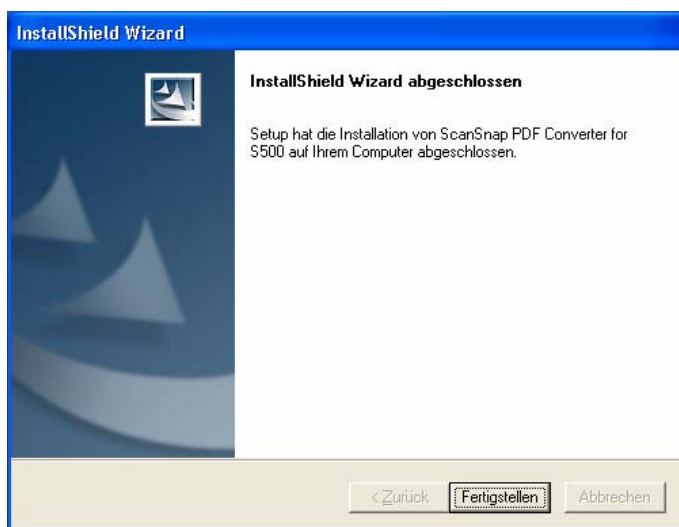 InstallShield Wizard
InstallShield Wizard abgeschlossen
Setup hat die Installation von ScanSnap PDF Converter for
S500 auf Ihrem Computer abgeschlossen.
< Zurück
Fertigstellen
Abbrechen